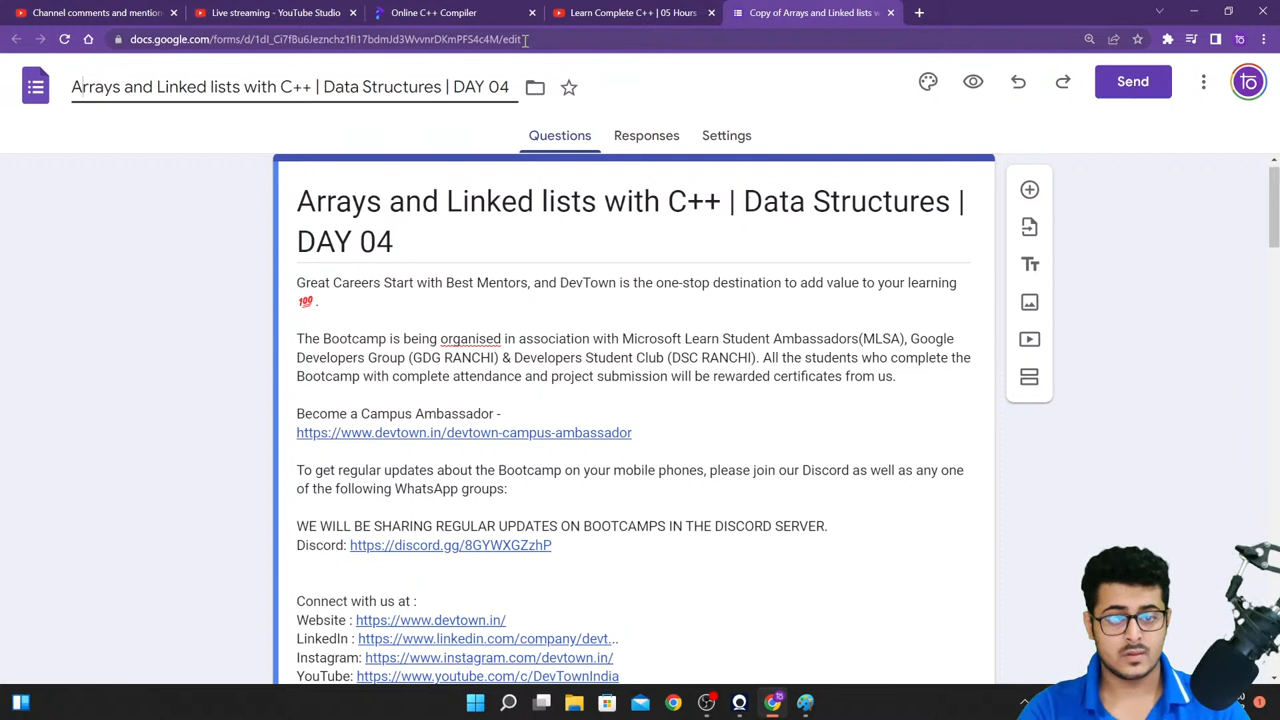 Channel comments and mentions
Live streaming - YouTube Studio
Online C++ Compiler
Learn Complete C++ | 05 Hours
Copy of Arrays and Linked lists w
docs.google.com/forms/d/1dI_Ci7fBu6Jeznchz1fI17bdmJd3WvvnrDKmPFS4c4M/edit
Arrays and Linked lists with C++ | Data Structures | DAY 04
Send
Questions Responses Settings
Arrays and Linked lists with C++ | Data Structures |
DAY 04
Great Careers Start with Best Mentors, and DevTown is the one-stop destination to add value to your learning
💯 .
The Bootcamp is being organised in association with Microsoft Learn Student Ambassadors(MLSA), Google
Developers Group (GDG RANCHI) & Developers Student Club (DSC RANCHI). All the students who complete the
Bootcamp with complete attendance and project submission will be rewarded certificates from us.
Become a Campus Ambassador -
https://www.devtown.in/devtown-campus-ambassador
To get regular updates about the Bootcamp on your mobile phones, please join our Discord as well as any one
of the following WhatsApp groups:
WE WILL BE SHARING REGULAR UPDATES ON BOOTCAMPS IN THE DISCORD SERVER.
Discord: https://discord.gg/8GYWXGZzhP
Connect with us at :
Website : https://www.devtown.in/
LinkedIn : https://www.linkedin.com/company/devt...
Instagram: https://www.instagram.com/devtown.in/
YouTube: https://www.youtube.com/c/DevTownIndia